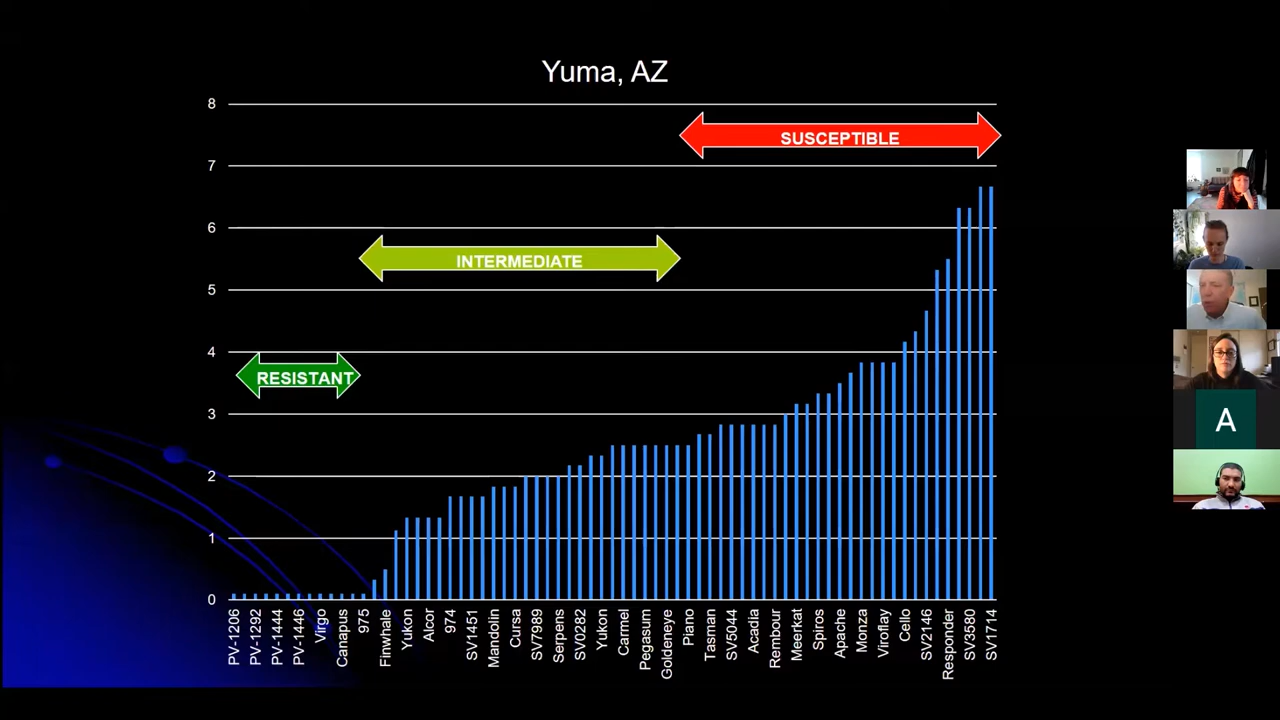 Yuma, AZ
8
SUSCEPTIBLE
7
6
INTERMEDIATE
5
4
RESISTANT
3
2
1
0
PV-1206
PV-1292
PV-1444
PV-1446
Virgo
Canapus
975
Finwhale
Yukon
Alcor
974
SV1451
Mandolin
Cursa
SV7989
Serpens
SV0282
Yukon
Carmel
Pegasum
Goldeneye
Piano
Tasman
SV5044
Acadia
Rembour
Meerkat
Spiros
Apache
Monza
Viroflay
Cello
SV2146
Responder
SV3580
SV1714
A